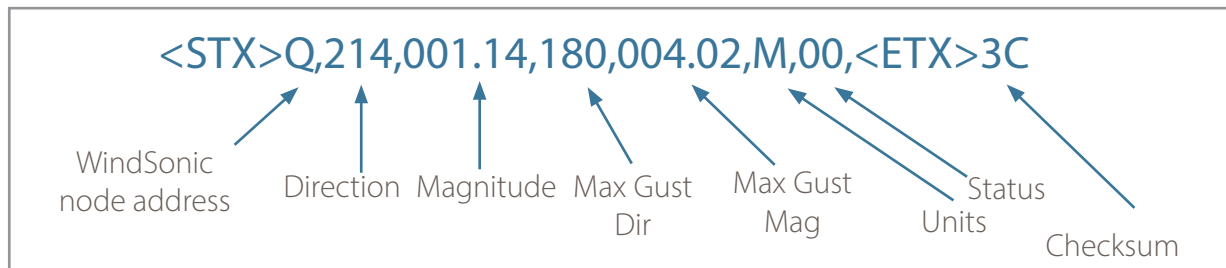 <STX>Q,214,001.14,180,004.02,M,00,<ETX>3C
WindSonic
node address
Direction
Magnitude
Max Gust
Dir
Max Gust
Mag
Units
Status
Checksum